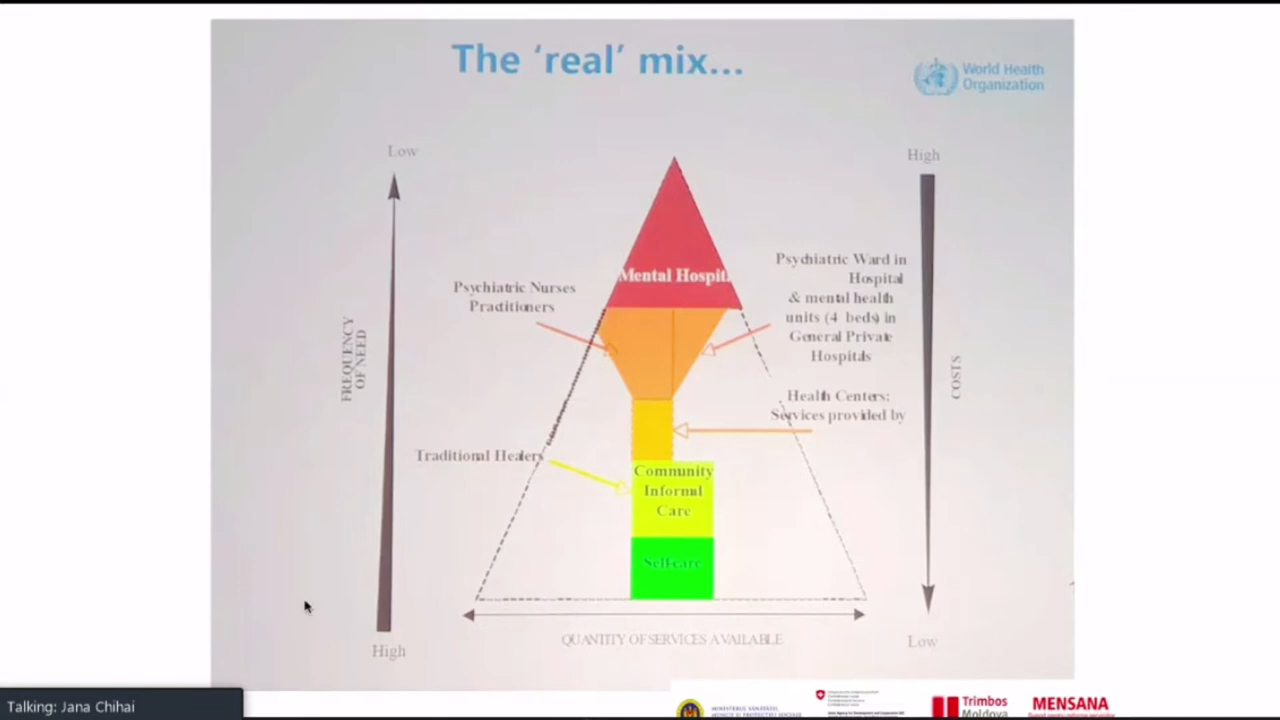 The ‘real’ mix...
World Health
Organization
Low
High
Psychiatric Nurses
Practitioners
Mental Hospit
Psychiatric Ward in
Hospital
& mental health
units (4 beds) in
General Private
Hospitals
FREQUENCY
OF NEED
COSTS
Health Centers:
Services provided by
Traditional Healers
Community
Informal
Care
Self-care
QUANTITY OF SERVICES AVAILABLE
High
Low
Talking: Jana Chihai
Trimbos
Moldova
MENSANA